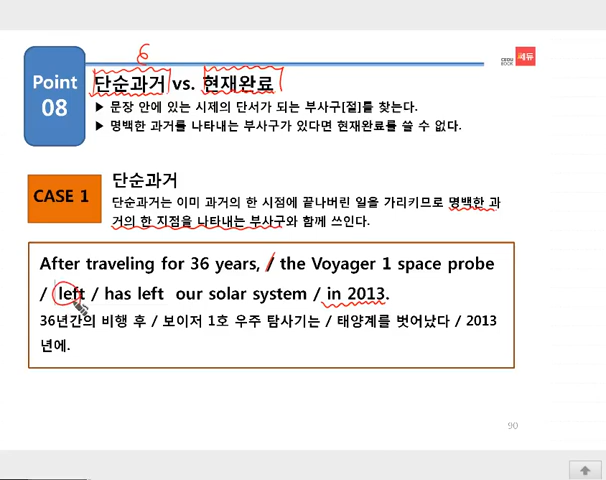 6
Point
08
단순과거 vs. 현재완료
쎄듀
▶ 문장 안에 있는 시제의 단서가 되는 부사구[절]를 찾는다.
▶ 명백한 과거를 나타내는 부사구가 있다면 현재완료를 쓸 수 없다.
CASE 1
단순과거
단순과거는 이미 과거의 한 시점에 끝나버린 일을 가리키므로 명백한 과
거의 한 지점을 나타내는 부사구와 함께 쓰인다.
After traveling for 36 years, / the Voyager 1 space probe
/ left / has left our solar system / in 2013.
36년간의 비행 후 / 보이저 1호 우주 탐사기는 / 태양계를 벗어났다 / 2013
년에.
90